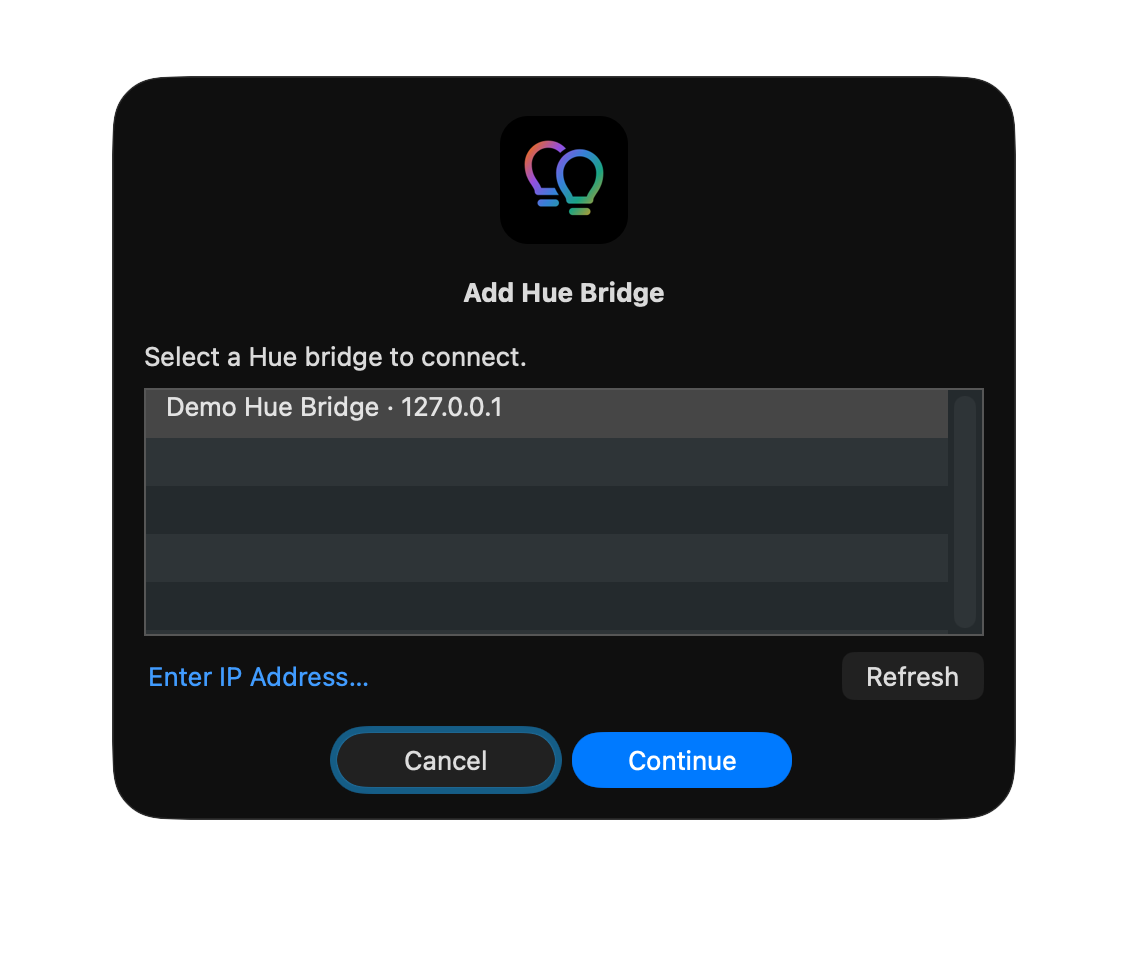 Add Hue Bridge
Select a Hue bridge to connect.
Demo Hue Bridge · 127.0.0.1
Enter IP Address...
Refresh
Cancel
Continue